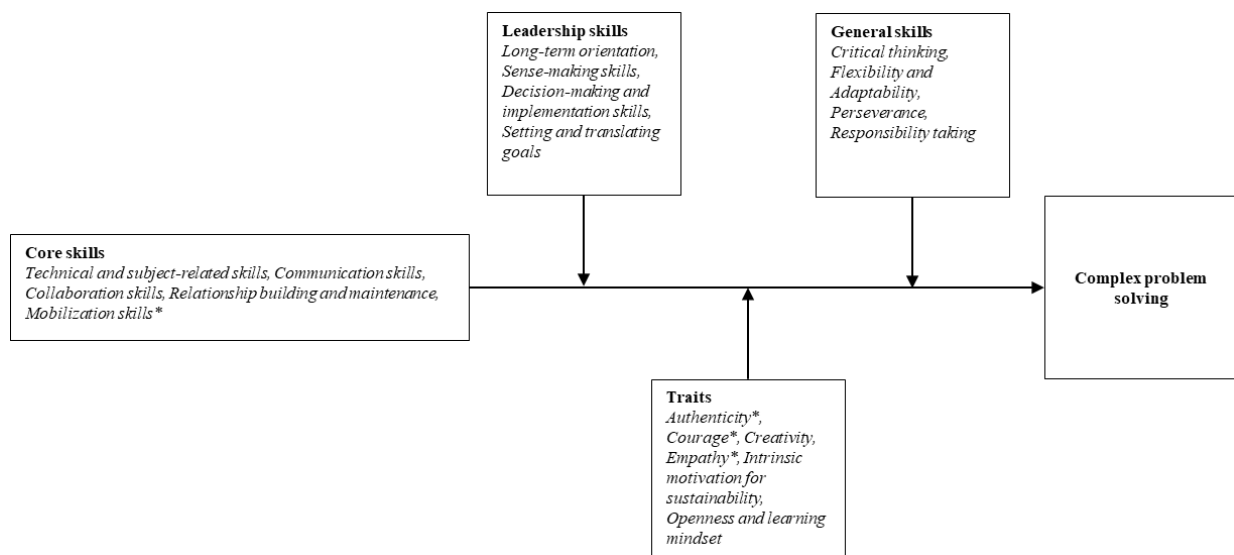 Leadership skills
Long-term orientation,
Sense-making skills,
Decision-making and
implementation skills,
Setting and translating
goals
General skills
Critical thinking,
Flexibility and
Adaptability,
Perseverance,
Responsibility taking
Core skills
Technical and subject-related skills, Communication skills,
Collaboration skills, Relationship building and maintenance,
Mobilization skills*
Complex problem
solving
Traits
Authenticity*,
Courage*, Creativity,
Empathy*, Intrinsic
motivation for
sustainability,
Openness and learning
mindset